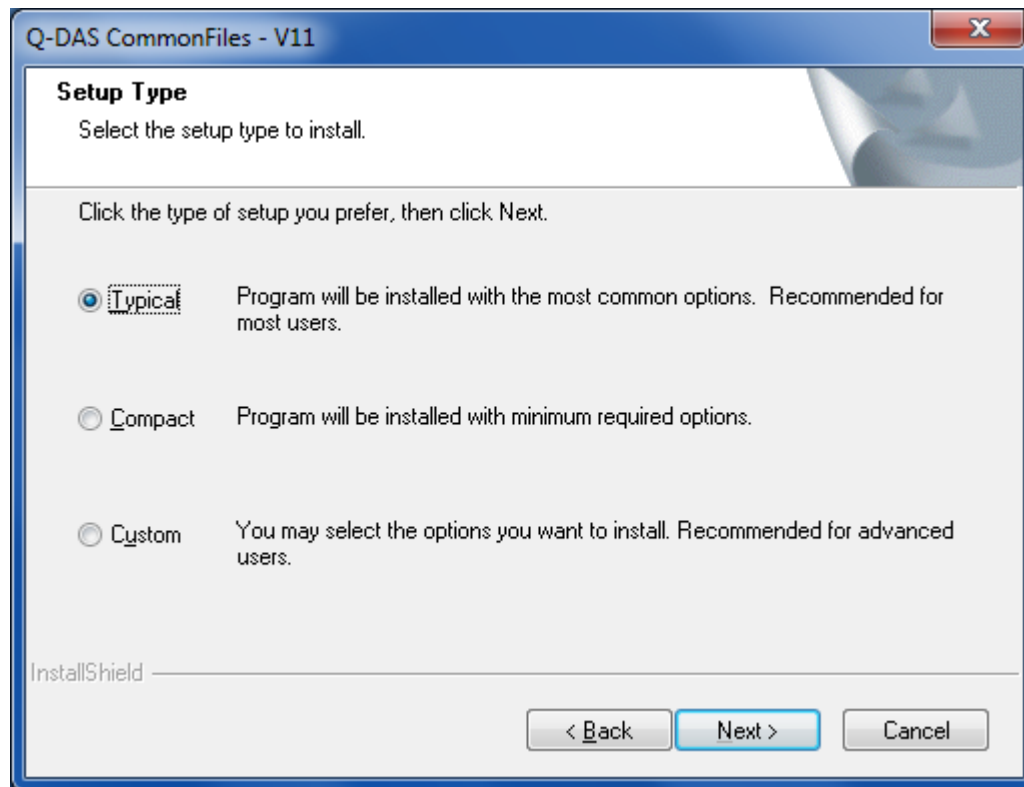 Q-DAS CommonFiles - V11
Setup Type
Select the setup type to install.
Click the type of setup you prefer, then click Next.
Typical
Program will be installed with the most common options.  Recommended for
most users.
Compact
Program will be installed with minimum required options.
Custom
You may select the options you want to install. Recommended for advanced
users.
InstallShield
< Back
Next >
Cancel